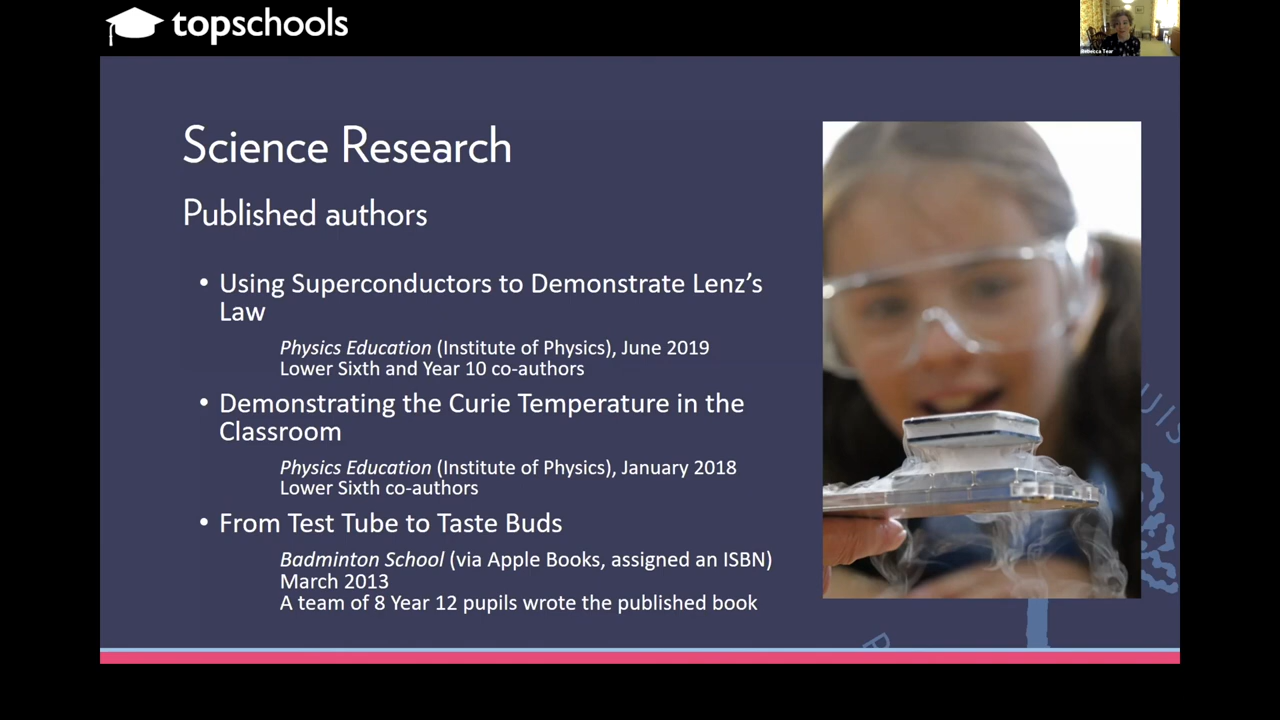 topschools
Rebecca Tear
Science Research
Published authors
• Using Superconductors to Demonstrate Lenz’s
Law
Physics Education (Institute of Physics), June 2019
Lower Sixth and Year 10 co-authors
• Demonstrating the Curie Temperature in the
Classroom
Physics Education (Institute of Physics), January 2018
Lower Sixth co-authors
• From Test Tube to Taste Buds
Badminton School (via Apple Books, assigned an ISBN)
March 2013
A team of 8 Year 12 pupils wrote the published book
UIS